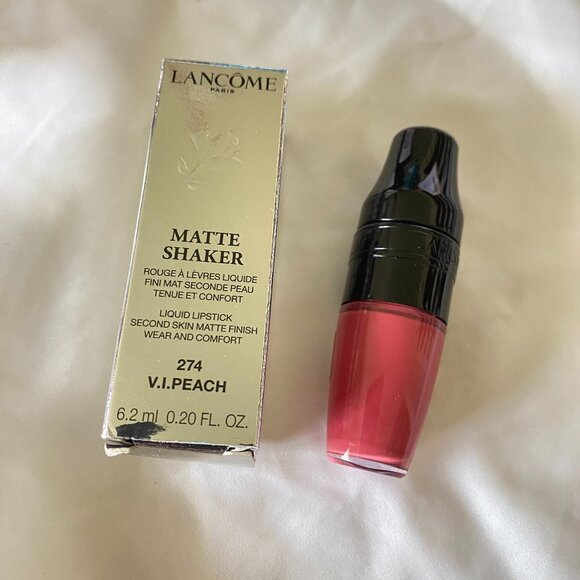 LANCÔME
PARIS
MATTE
SHAKER
ROUGE À LÈVRES LIQUIDE
FINI MAT SECONDE PEAU
TENUE ET CONFORT
LIQUID LIPSTICK
SECOND SKIN MATTE FINISH
WEAR AND COMFORT
274
V.I.PEACH
6.2 ml 0.20 FL. OZ.